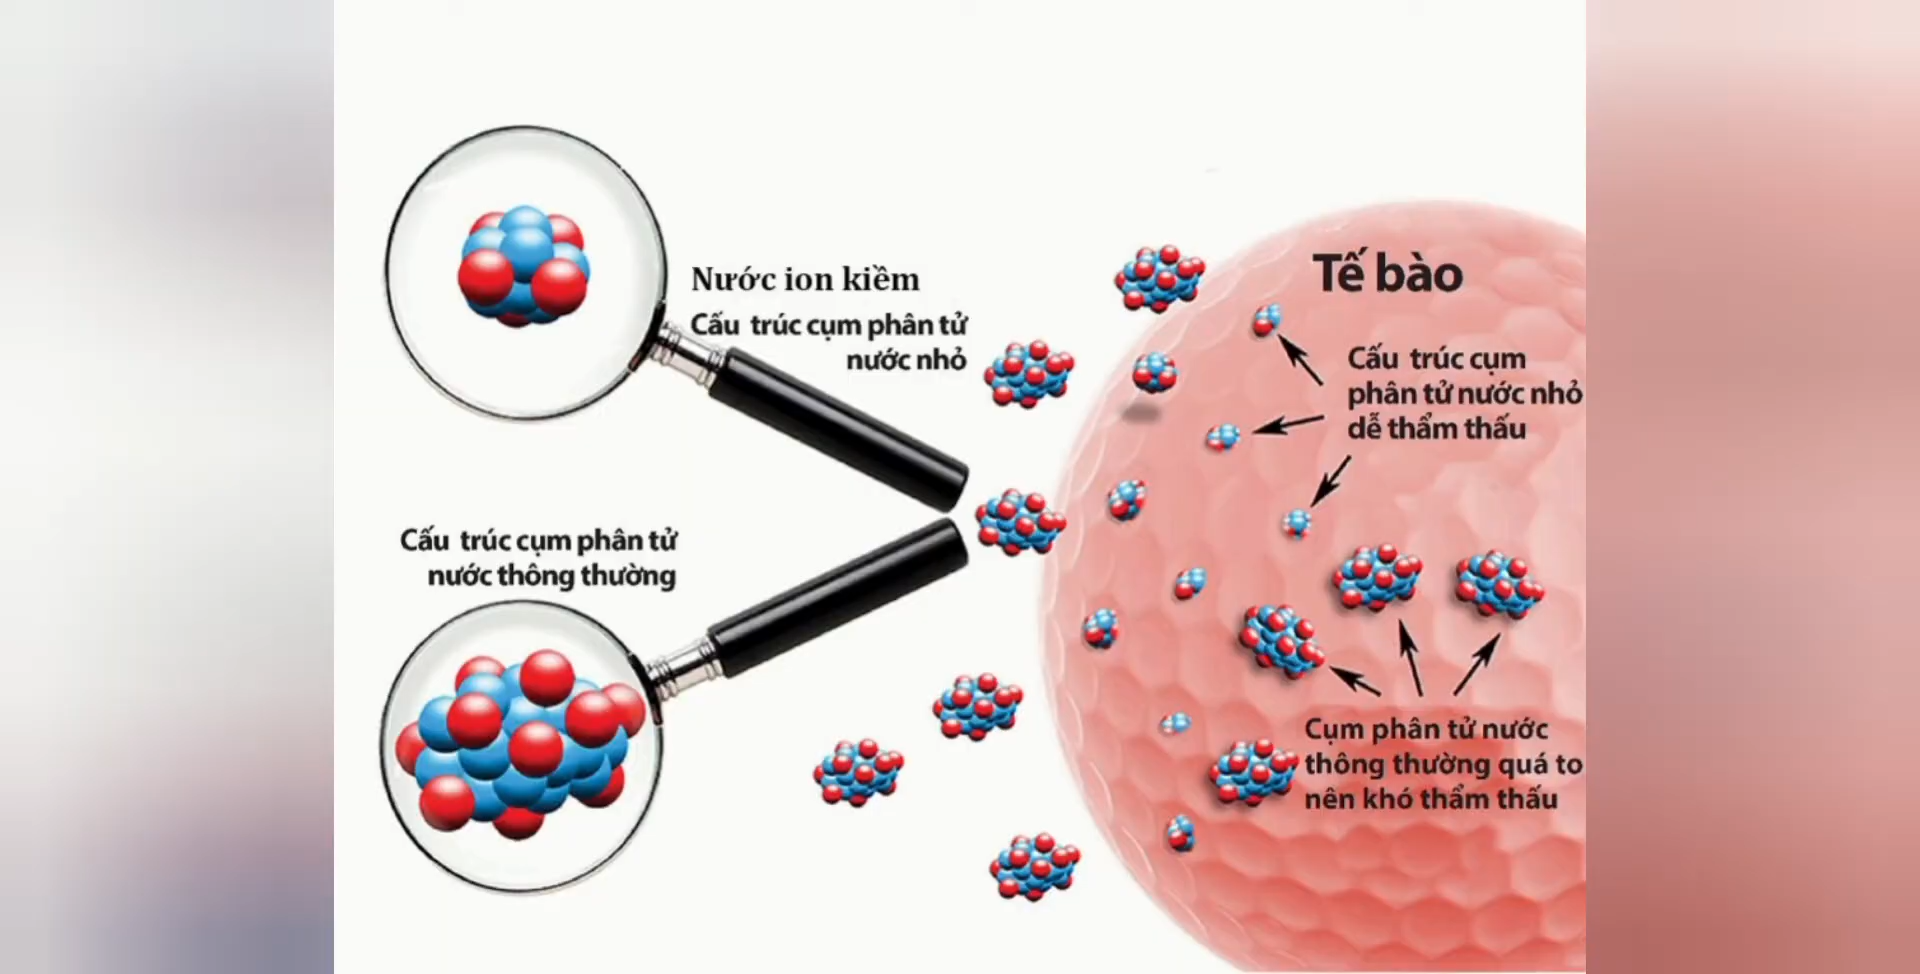 Nước ion kiềm
Cấu trúc cụm phân tử
nước nhỏ
Cấu trúc cụm phân tử
nước thông thường
Tế bào
Cấu trúc cụm
phân tử nước nhỏ
dễ thẩm thấu
Cụm phân tử nước
thông thường quá to
nên khó thẩm thấu